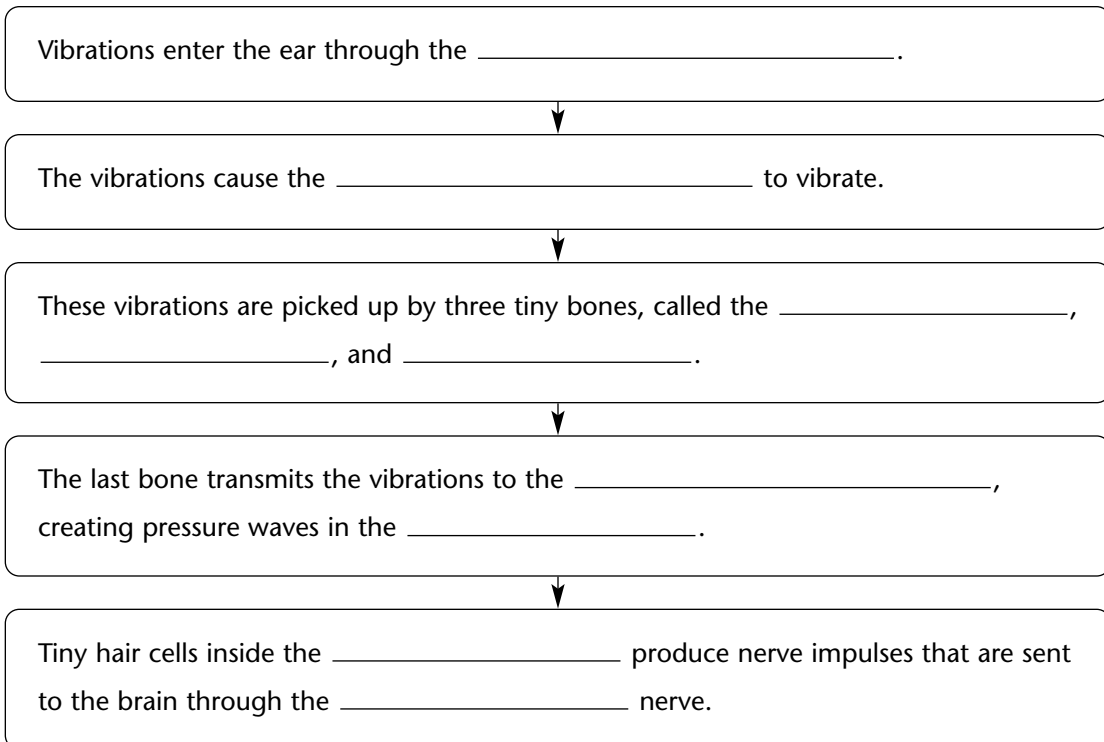 Vibrations enter the ear through the ______________________________.
The vibrations cause the ______________________________ to vibrate.
These vibrations are picked up by three tiny bones, called the ____________________,
____________________, and ____________________.
The last bone transmits the vibrations to the ______________________________,
creating pressure waves in the ____________________.
Tiny hair cells inside the ____________________ produce nerve impulses that are sent
to the brain through the ____________________ nerve.